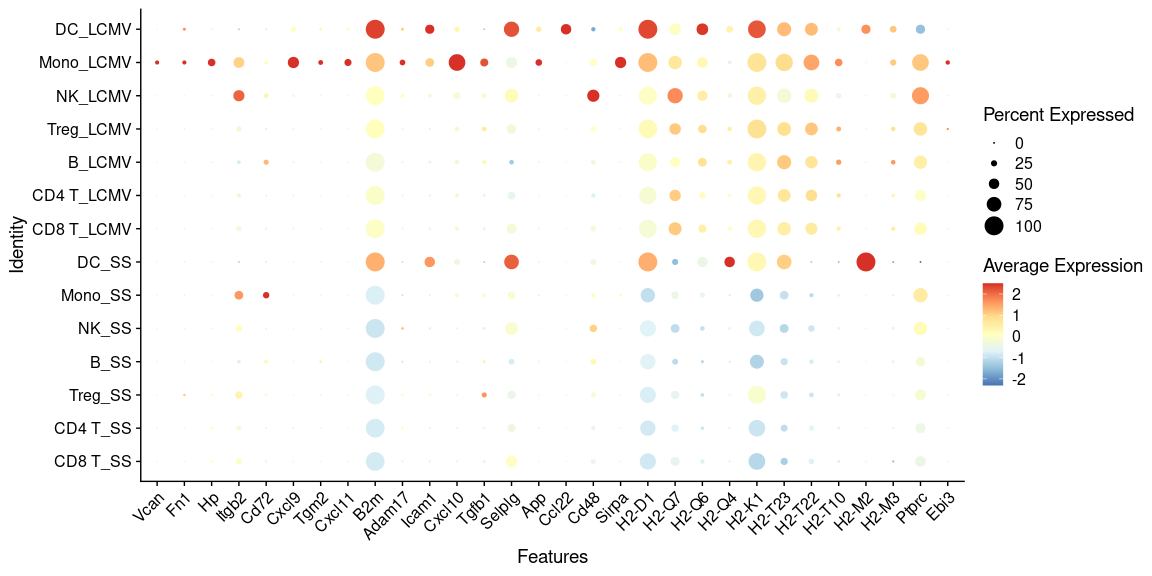 DC_LCMV
Mono_LCMV
NK_LCMV
Treg_LCMV
B_LCMV
CD4 T_LCMV
CD8 T_LCMV
DC_SS
Mono_SS
NK_SS
B_SS
Treg_SS
CD4 T_SS
CD8 T_SS
Identity
Vcan
Fn1
Hp
Itgb2
Cd72
Cxcl9
Tgm2
Cxcl11
B2m
Adam17
Icam1
Cxcl10
Tgfb1
Selplg
App
Ccl22
Cd48
Sirpa
H2-D1
H2-Q7
H2-Q6
H2-Q4
H2-K1
H2-T23
H2-T22
H2-T10
H2-M2
H2-M3
Ptprc
Ebi3
Features
Percent Expressed
0
25
50
75
100
Average Expression
2
1
0
-1
-2